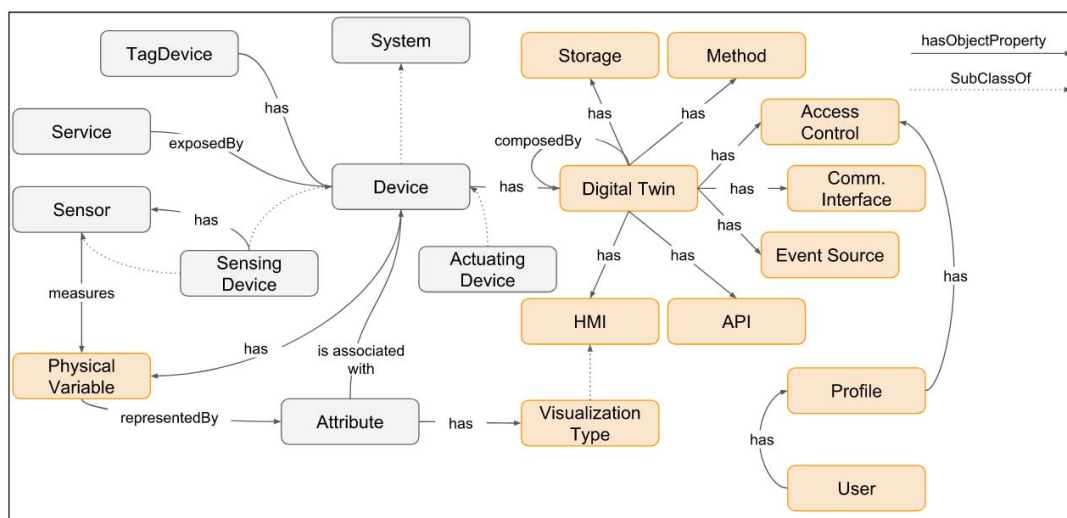 System
Storage
Method
hasObjectProperty
TagDevice
SubClassOf
has
has
has
Access
Control
Service
exposedBy
composedBy
has
Device
has
Digital Twin
has
Comm.
Interface
Sensor
has
has
Sensing
Device
Actuating
Device
Event Source
has
has
measures
HMI
API
has
is associated
with
has
Physical
Variable
Profile
representedBy
Attribute
has
Visualization
Type
has
User